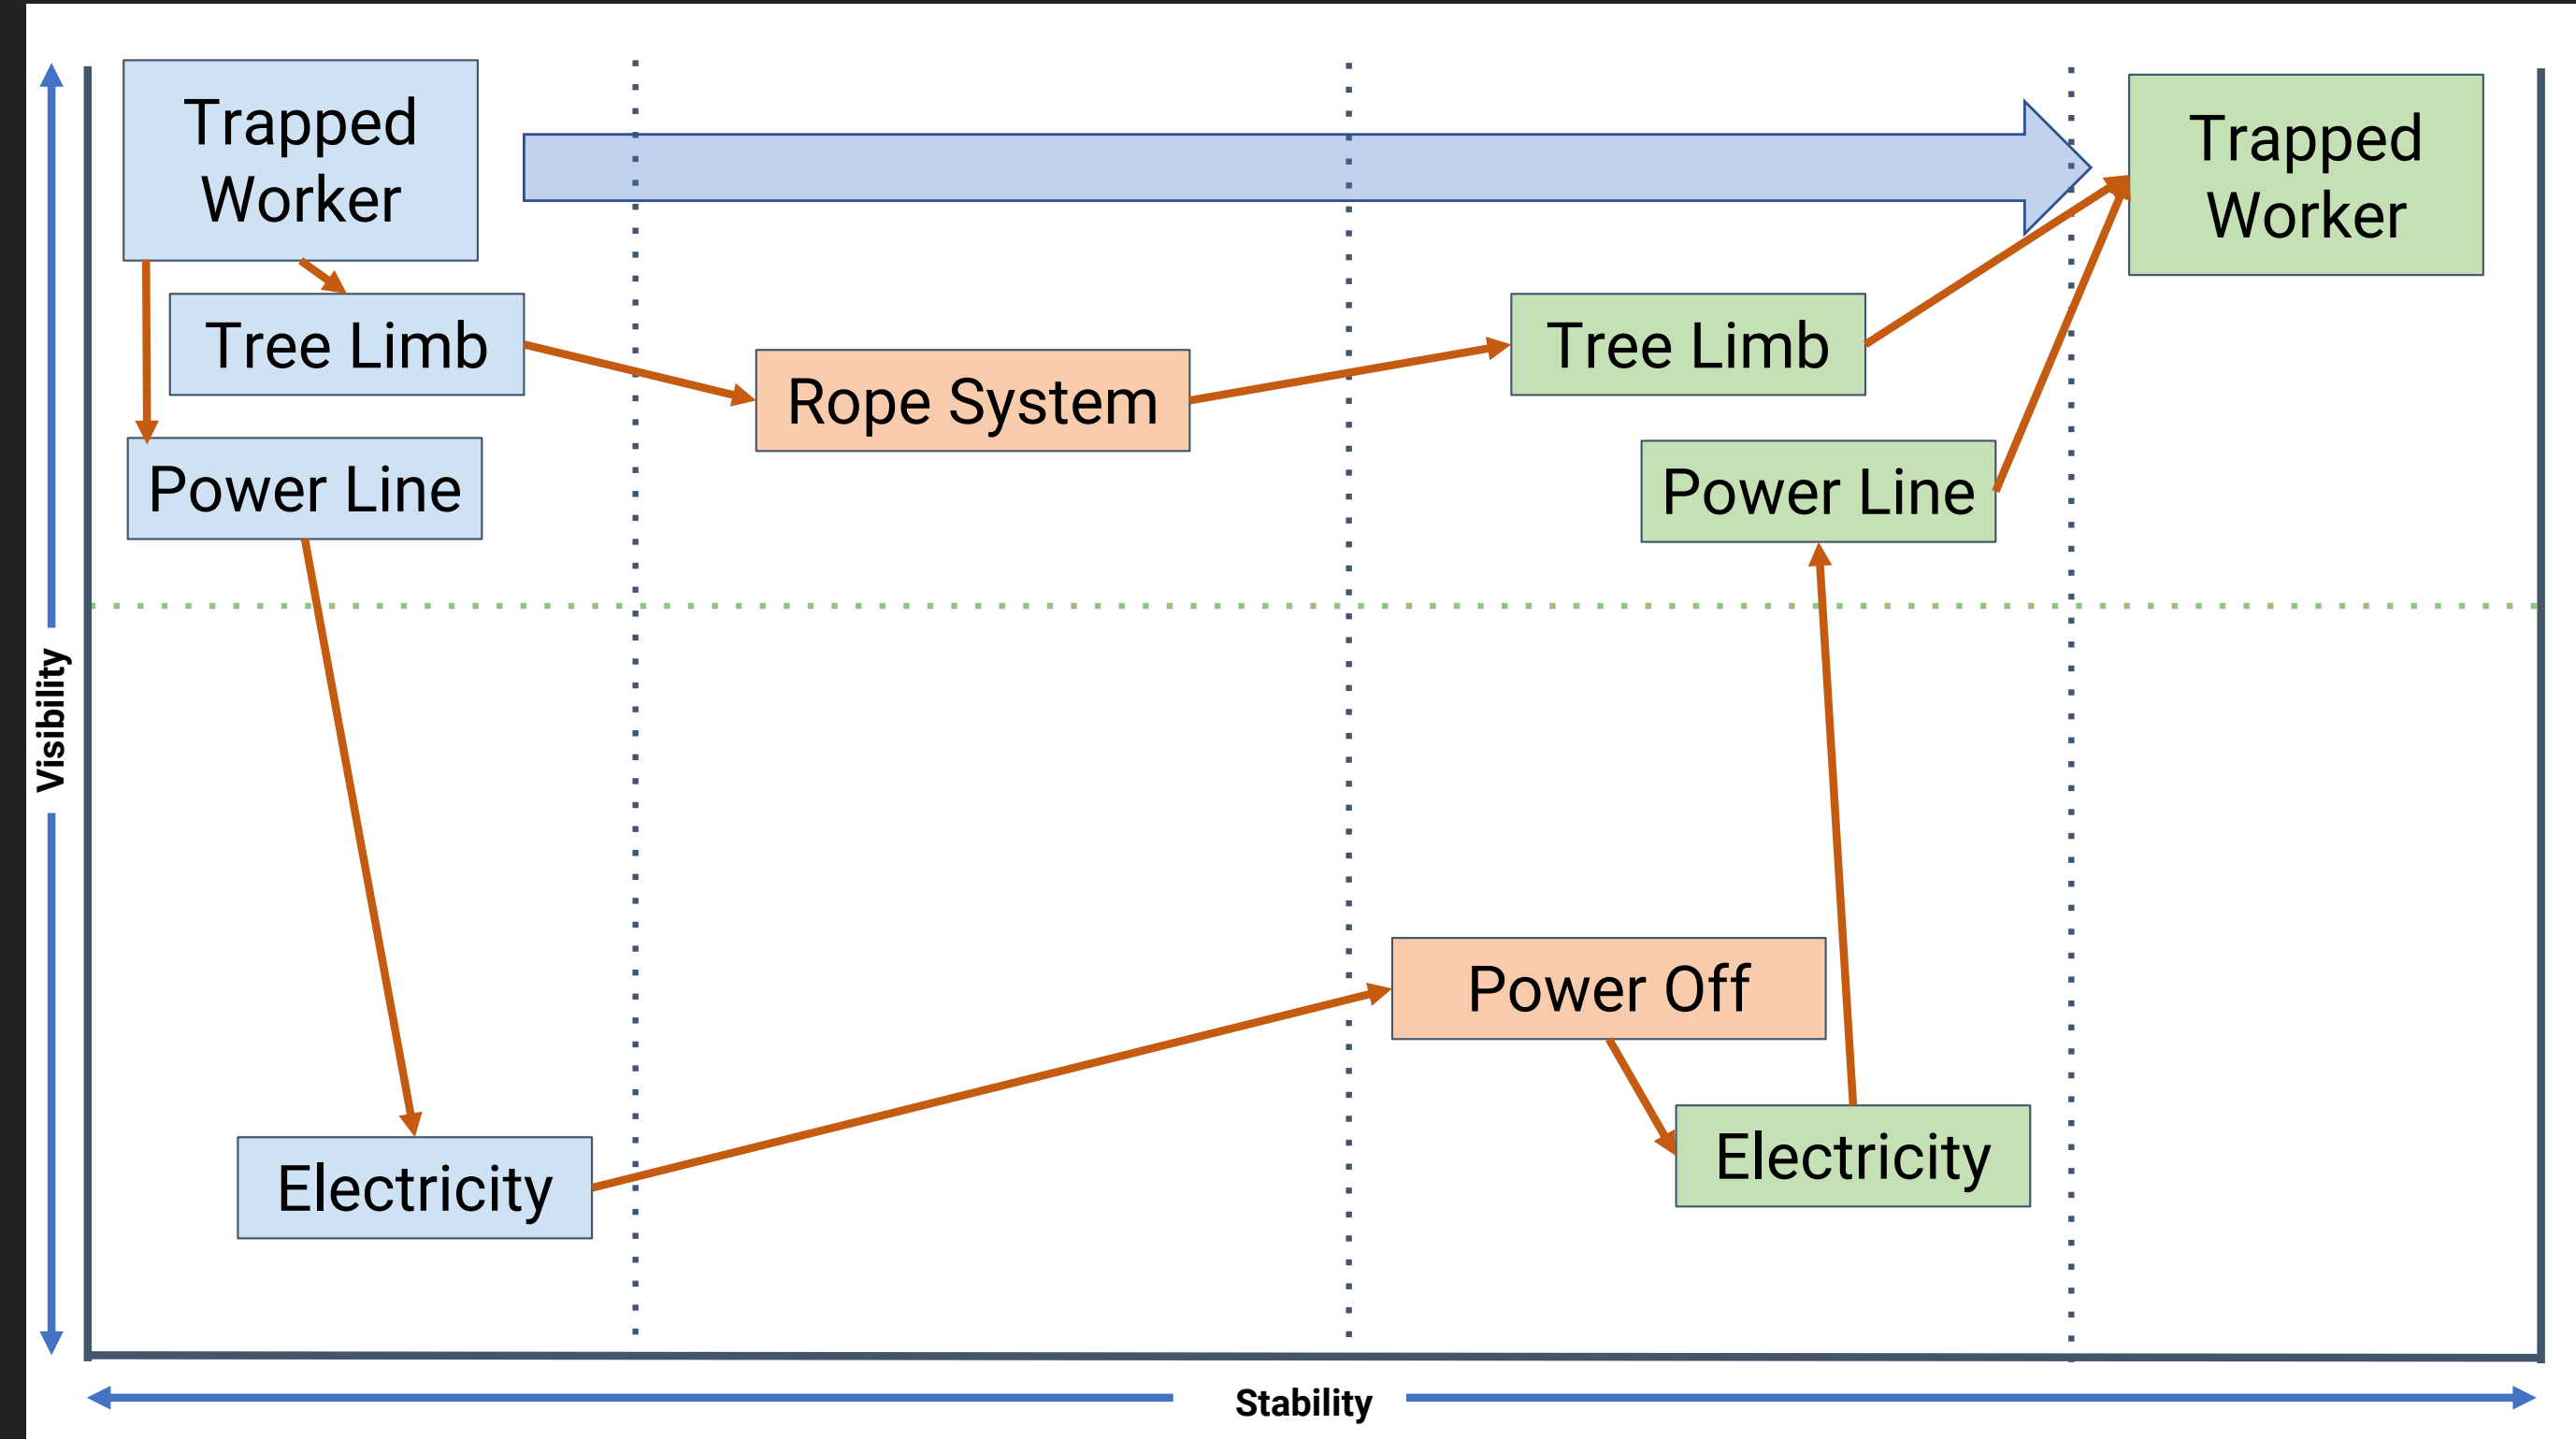 Trapped
Worker
Trapped
Worker
Tree Limb
Rope System
Tree Limb
Power Line
Power Line
Visibility
Power Off
Electricity
Electricity
Stability